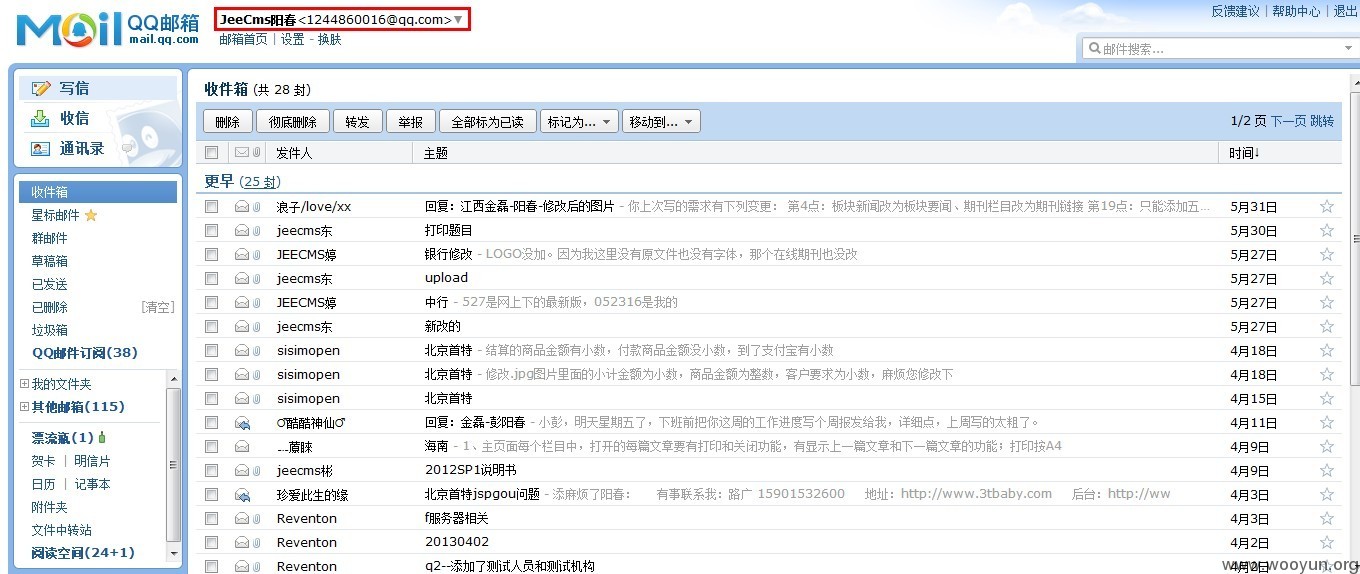 Mail QQ邮箱 mail.qq.com
JeeCms阳春<1244860016@qq.com>
邮箱首页 | 设置 - 换肤
反馈建议 | 帮助中心 | 退出
邮件搜索...
写信
收信
通讯录
收件箱
星标邮件
群邮件
草稿箱
已发送
已删除 [清空]
垃圾箱
QQ邮件订阅(38)
我的文件夹
其他邮箱(115)
漂流瓶(1)
贺卡 | 明信片
日历 | 记事本
附件夹
文件中转站
阅读空间(24+1)
收件箱 (共 28 封)
删除 彻底删除 转发 举报 全部标为已读 标记为... 移动到... 1/2 页 下一页 跳转
发件人 主题 时间↓
更早 (25 封)
浪子/love/xx 回复：江西金磊-阳春-修改后的图片 - 你上次写的需求有下列变更： 第4点：板块新闻改为板块要闻、期刊栏目改为期刊链接 第19点：只能添加五... 5月31日
jeecms东 打印题目 5月30日
JEECMS婷 银行修改 - LOGO没加。因为我这里没有原文件也没有字体，那个在线期刊也没改 5月27日
jeecms东 upload 5月27日
JEECMS婷 中行 - 527是网上下的最新版，052316是我的 5月27日
jeecms东 新改的 5月27日
sisimopen 北京首特 - 结算的商品金额有小数，付款商品金额没小数，到了支付宝有小数 4月18日
sisimopen 北京首特 - 修改.jpg图片里面的小计金额为小数，商品金额为整数，客户要求为小数，麻烦您修改下 4月18日
sisimopen 北京首特 4月15日
♂酷酷神仙♂ 回复：金磊-彭阳春 - 小彭，明天星期五了，下班前把你这周的工作进度写个周报发给我，详细点，上周写的太粗了。 4月11日
海南 - 1、主页面每个栏目中，打开的每篇文章要有打印和关闭功能，有显示上一篇文章和下一篇文章的功能；打印按A4 4月9日
jeecms彬 2012SP1说明书 4月9日
珍爱此生的缘 北京首特jspgou问题 - 添麻烦了阳春： 有事联系我：路广 15901532600 地址：http://www.3tbaby.com 后台：http://ww 4月3日
Reventon f服务器相关 4月3日
Reventon 20130402 4月2日
Reventon q2--添加了测试人员和测试机构 4月2日
www.wooyun.org